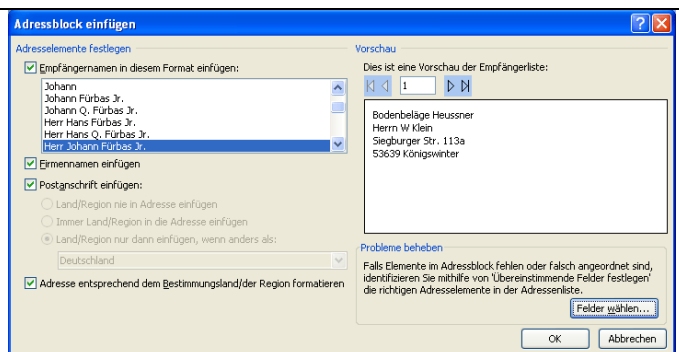 Adressblock einfügen
Adresselemente festlegen
Empfängernamen in diesem Format einfügen:
Johann
Johann Fürbas Jr.
Johann Q. Fürbas Jr.
Herr Hans Fürbas Jr.
Herr Hans Q. Fürbas Jr.
Herr Johann Fürbas Jr.
Firmennamen einfügen
Postanschrift einfügen:
Land/Region nie in Adresse einfügen
Immer Land/Region in die Adresse einfügen
Land/Region nur dann einfügen, wenn anders als:
Deutschland
Adresse entsprechend dem Bestimmungsland/der Region formatieren
Vorschau
Dies ist eine Vorschau der Empfängerliste:
1
Bodenbeläge Heussner
Herrn W Klein
Siegburger Str. 113a
53639 Königswinter
Probleme beheben
Falls Elemente im Adressblock fehlen oder falsch angeordnet sind,
identifizieren Sie mithilfe von 'Übereinstimmende Felder festlegen'
die richtigen Adresselemente in der Adressenliste.
Felder wählen...
OK
Abbrechen